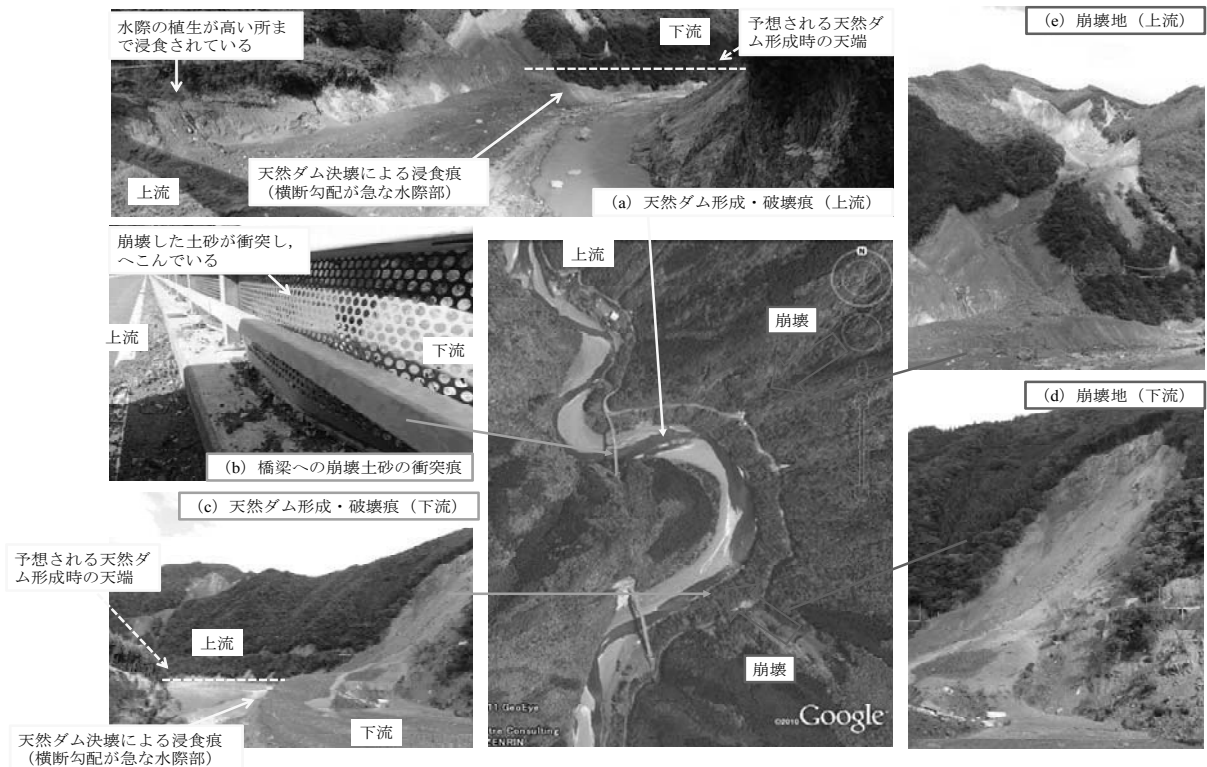 水際の植生が高い所ま
で浸食されている
下流
予想される天然ダ
ム形成時の天端
天然ダム決壊による浸食痕
（横断勾配が急な水際部）
上流
(a) 天然ダム形成・破壊痕（上流）
(e) 崩壊地（上流）
崩壊した土砂が衝突し，
へこんでいる
上流
下流
(b) 橋梁への崩壊土砂の衝突痕
上流
崩壊
崩壊
11 GeoEye
tre Consulting
ZENRIN
©2010 Google
(d) 崩壊地（下流）
(c) 天然ダム形成・破壊痕（下流）
予想される天然ダ
ム形成時の天端
上流
天然ダム決壊による浸食痕
（横断勾配が急な水際部）
下流